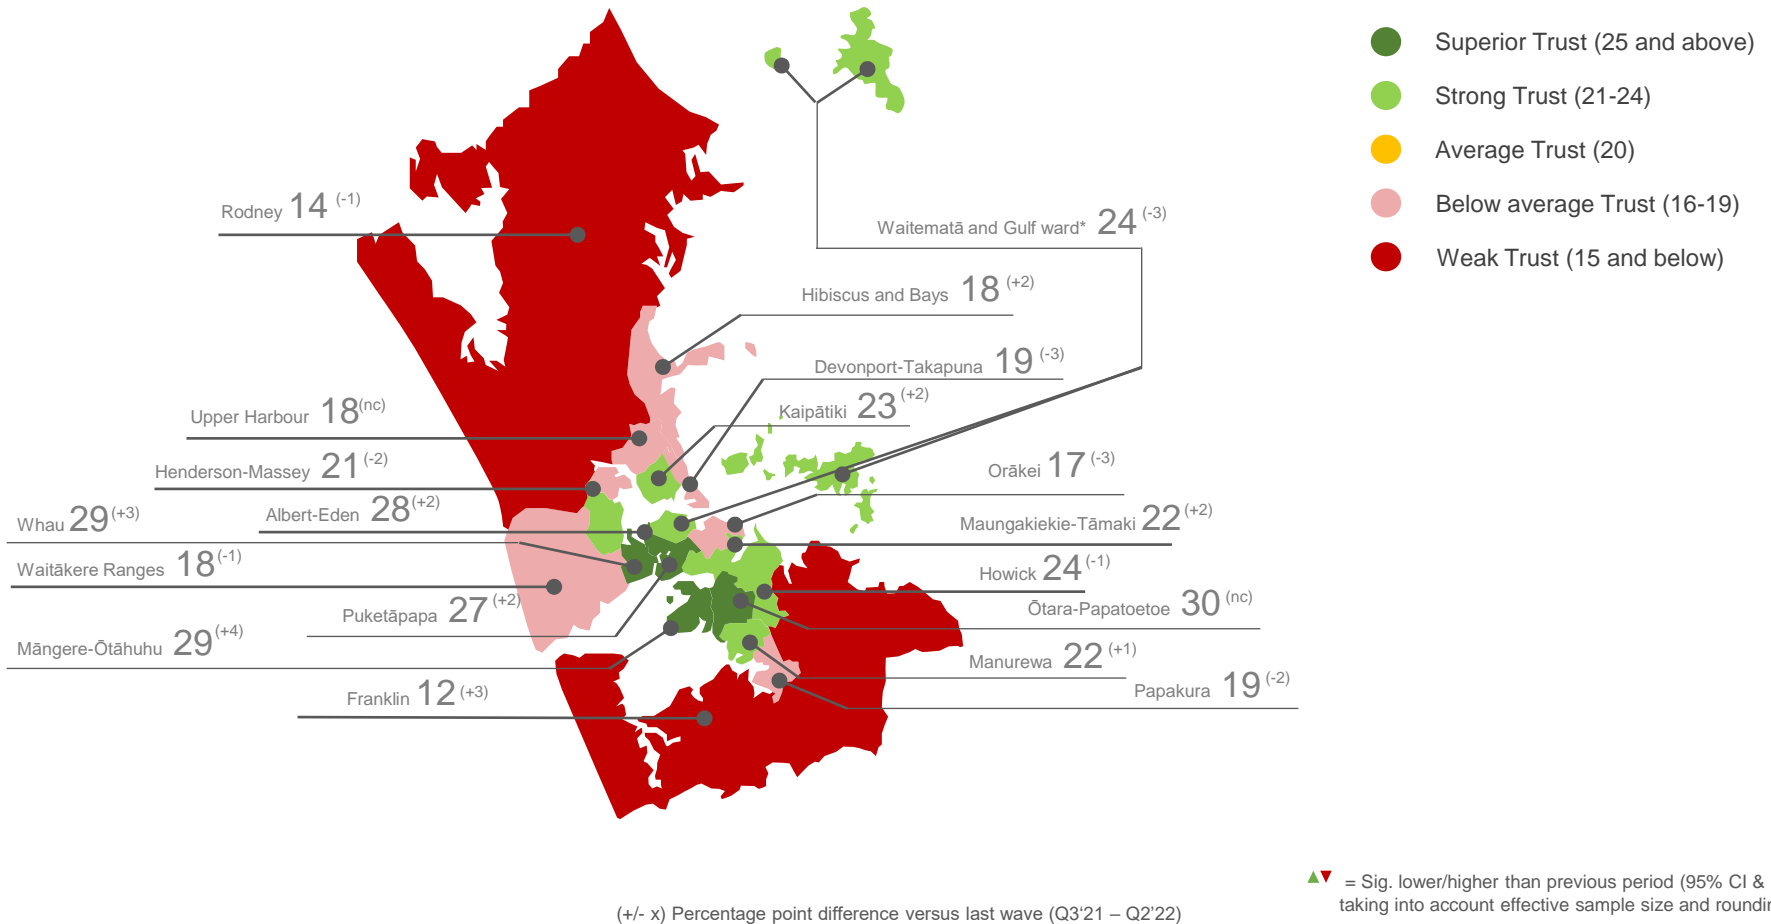 Superior Trust (25 and above)
Strong Trust (21-24)
Average Trust (20)
Below average Trust (16-19)
Weak Trust (15 and below)
Rodney 14 (-1)
Waitematā and Gulf ward* 24 (-3)
Hibiscus and Bays 18 (+2)
Devonport-Takapuna 19 (-3)
Kaipātiki 23 (+2)
Upper Harbour 18 (nc)
Henderson-Massey 21 (-2)
Orākei 17 (-3)
Whau 29 (+3)
Albert-Eden 28 (+2)
Maungakiekie-Tāmaki 22 (+2)
Waitākere Ranges 18 (-1)
Howick 24 (-1)
Puketāpapa 27 (+2)
Ōtara-Papatoetoe 30 (nc)
Māngere-Ōtāhuhu 29 (+4)
Manurewa 22 (+1)
Franklin 12 (+3)
Papakura 19 (-2)
= Sig. lower/higher than previous period (95% CI &
taking into account effective sample size and roundin
(+/- x) Percentage point difference versus last wave (Q3'21 – Q2'22)